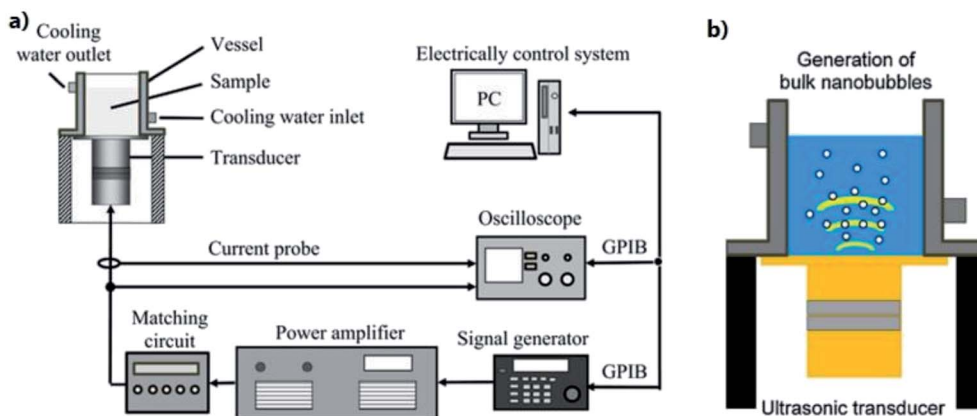 a)
Cooling
water outlet
Vessel
Sample
Cooling water inlet
Transducer
Electrically control system
PC
Current probe
Oscilloscope
GPIB
Matching
circuit
Power amplifier
Signal generator
GPIB
b)
Generation of
bulk nanobubbles
Ultrasonic transducer